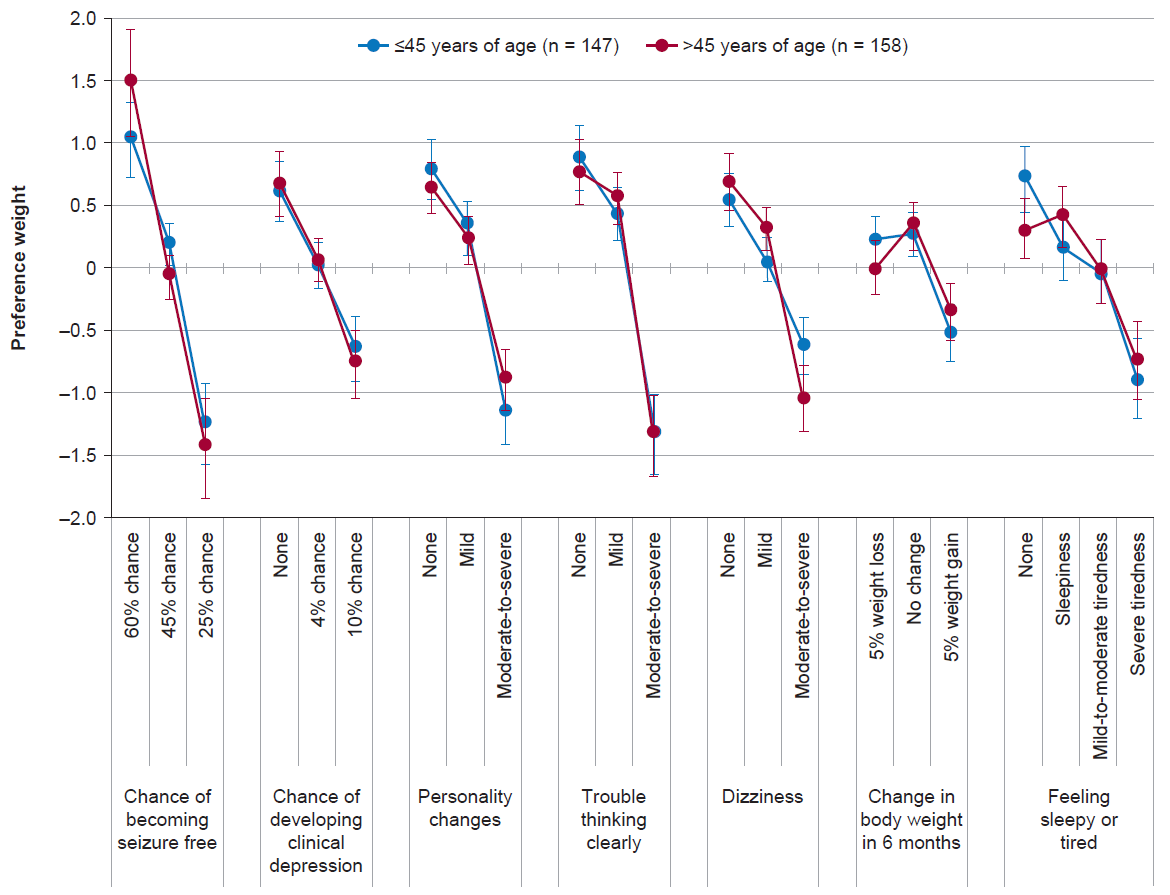 2.0
1.5
1.0
0.5
0
–0.5
–1.0
–1.5
–2.0
Preference weight
≤45 years of age (n = 147)
>45 years of age (n = 158)
60% chance
45% chance
25% chance
None
4% chance
10% chance
None
Mild
Moderate-to-severe
None
Mild
Moderate-to-severe
None
Mild
Moderate-to-severe
5% weight loss
No change
5% weight gain
None
Sleepiness
Mild-to-moderate tiredness
Severe tiredness
Chance of
becoming
seizure free
Chance of
developing
clinical
depression
Personality
changes
Trouble
thinking
clearly
Dizziness
Change in
body weight
in 6 months
Feeling
sleepy or
tired